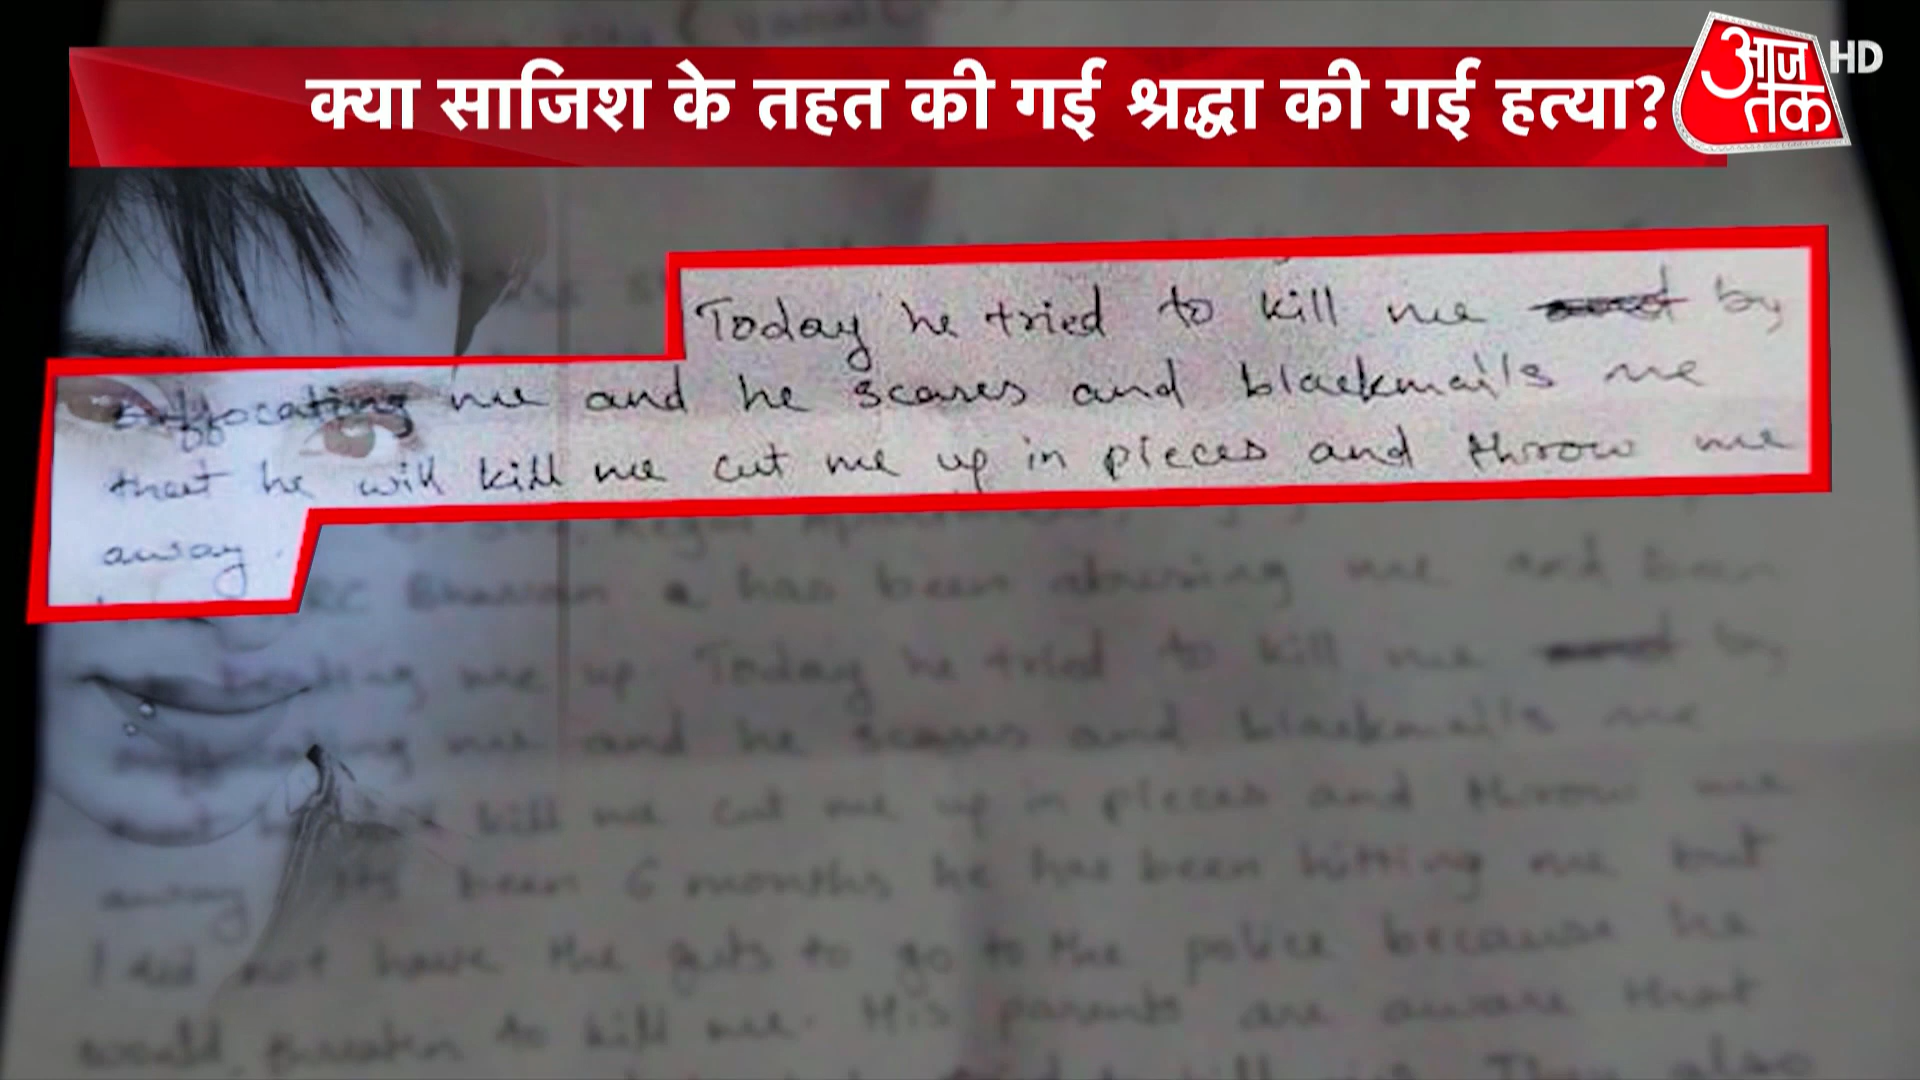 क्या साजिश के तहत की गई श्रद्धा की गई हत्या?
आज
तक
HD
Today he tried to kill me by
suffocating me and he scares and blackmails me
that he will kill me cut me up in pieces and throw me
away.
has been abusing me and been
me up Today he tried to kill me by
me and he scares and blackmails me
kill me cut me up in pieces and throw me
away. Its been 6 months he has been hitting me but
I did not have the guts to go to the police because he
would threaten to kill me. His parents are aware that